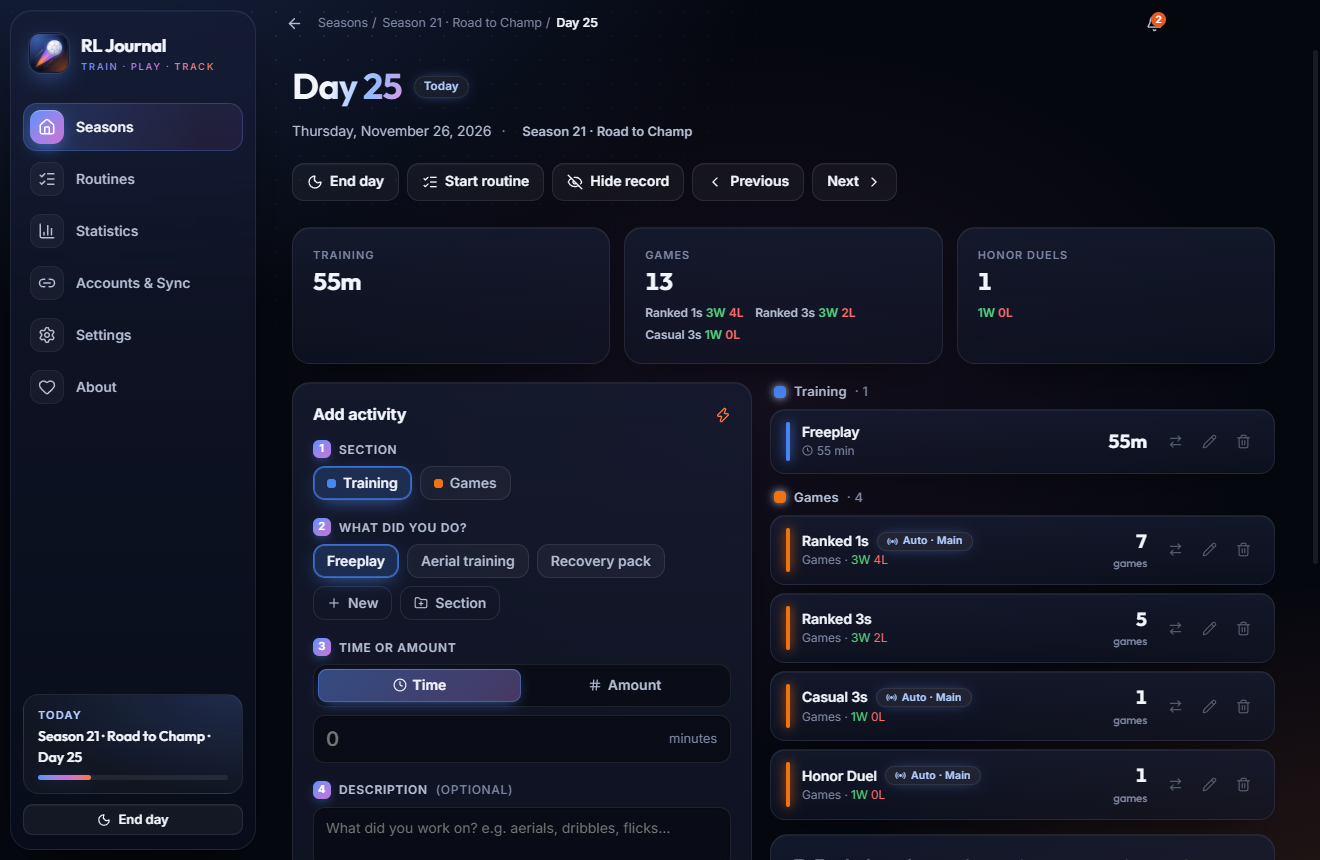 RL Journal
TRAIN · PLAY · TRACK
Seasons
Routines
Statistics
Accounts & Sync
Settings
About
TODAY
Season 21 · Road to Champ ·
Day 25
End day
Seasons / Season 21 · Road to Champ / Day 25
2
Day 25 Today
Thursday, November 26, 2026 · Season 21 · Road to Champ
End day Start routine Hide record Previous Next
TRAINING
55m
GAMES
13
Ranked 1s 3W 4L Ranked 3s 3W 2L
Casual 3s 1W 0L
HONOR DUELS
1
1W 0L
Add activity
1 SECTION
Training Games
2 WHAT DID YOU DO?
Freeplay Aerial training Recovery pack
New Section
3 TIME OR AMOUNT
Time Amount
0 minutes
4 DESCRIPTION (OPTIONAL)
What did you work on? e.g. aerials, dribbles, flicks...
Training · 1
Freeplay
55 min
55m
Games · 4
Ranked 1s Auto · Main
Games · 3W 4L
7
games
Ranked 3s
Games · 3W 2L
5
games
Casual 3s Auto · Main
Games · 1W 0L
1
games
Honor Duel Auto · Main
Games · 1W 0L
1
games